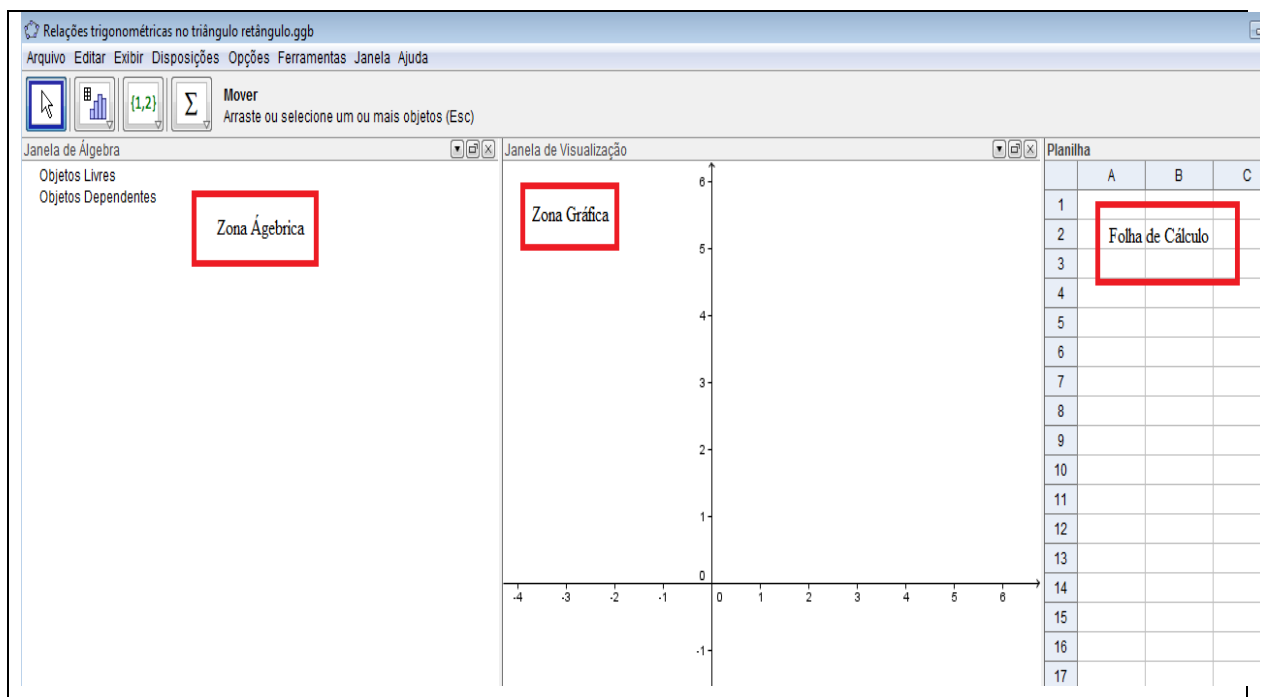 Relações trigonométricas no triângulo retângulo.ggb
Arquivo Editar Exibir Disposições Opções Ferramentas Janela Ajuda
{1,2}
Σ
Mover
Arraste ou selecione um ou mais objetos (Esc)
Janela de Álgebra
Objetos Livres
Objetos Dependentes
Zona Ágebrica
Janela de Visualização
Zona Gráfica
6
5
4
3
2
1
0
-4 -3 -2 -1 0 1 2 3 4 5 6
-1
Planilha
A B C
1
2
Folha de Cálculo
3
4
5
6
7
8
9
10
11
12
13
14
15
16
17